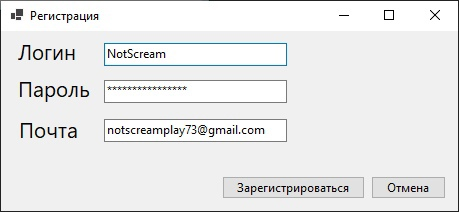 Регистрация
Логин NotScream
Пароль ****************
Почта notscreamplay73@gmail.com
Зарегистрироваться Отмена